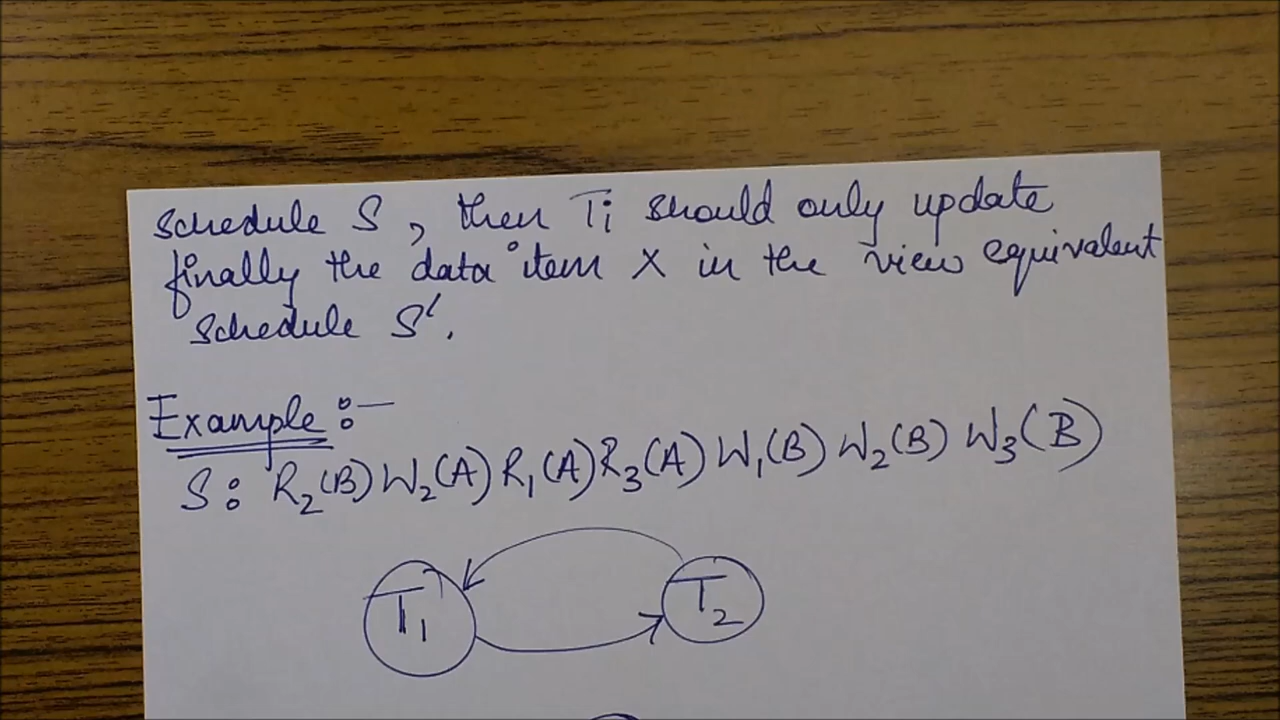 schedule S, then Ti should only update
finally the data item X in the view equivalent
schedule S'.
Example :-
S: R₂(B) W₂(A) R₁(A) R₃(A) W₁(B) W₂(B) W₃(B)
T₁ T₂